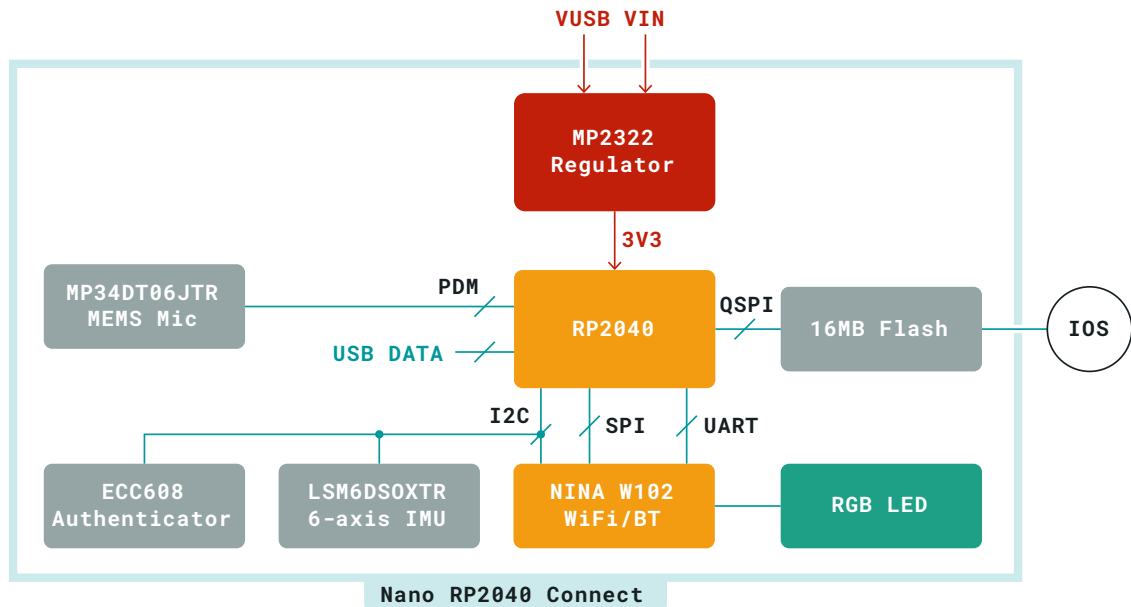 VUSB VIN
MP2322
Regulator
3V3
MP34DT06JTR
MEMS Mic
PDM
RP2040
QSPI
16MB Flash
IOS
USB DATA
I2C
SPI
UART
ECC608
Authenticator
LSM6DSOXTR
6-axis IMU
NINA W102
WiFi/BT
RGB LED
Nano RP2040 Connect